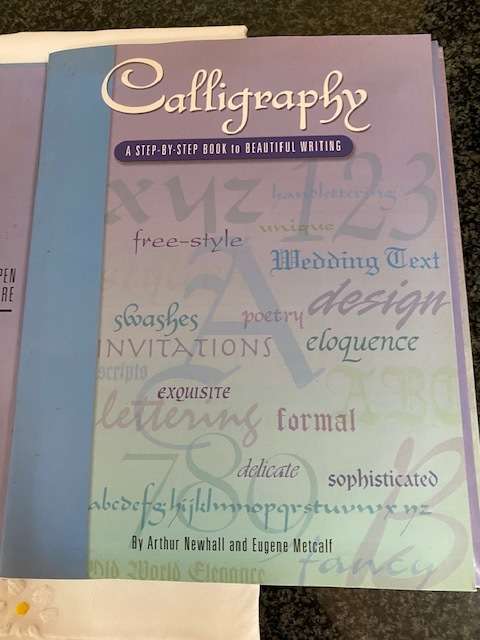 Calligraphy
A STEP-BY-STEP BOOK to BEAUTIFUL WRITING
xyz 123
handlettering
unique
free-style
Wedding Text
design
swashes
poetry
INVITATIONS
eloquence
scripts
exquisite
ABC
lettering
formal
delicate
sophisticated
789
abcdefghijklmnopqrstuvwxyz
By Arthur Newhall and Eugene Metcalf
fancy
Old World Elegance
A
B
PEN
RE